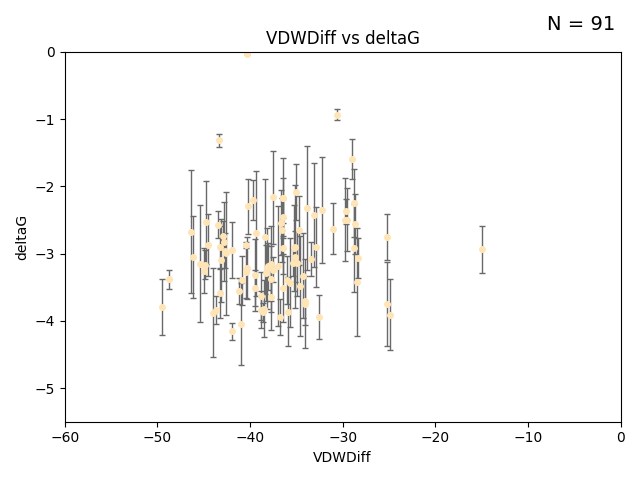 N = 91
VDWDiff vs deltaG
0
−1
−2
−3
−4
−5
deltaG
−60 −50 −40 −30 −20 −10 0
VDWDiff